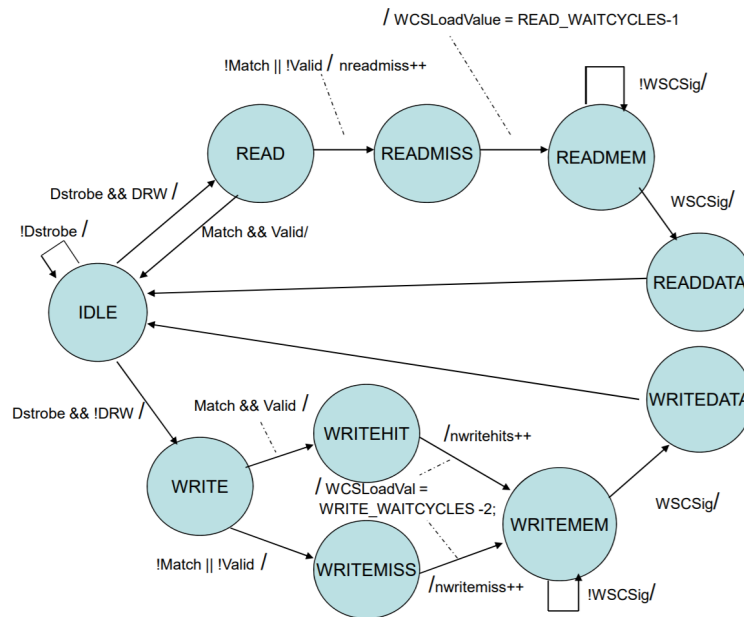 / WCSLoadValue = READ_WAITCYCLES-1
!Match || !Valid / nreadmiss++
!WSCSig/
READ
READMISS
READMEM
Dstrobe && DRW /
WSCSig/
!Dstrobe /
Match && Valid/
READDATA
IDLE
Dstrobe && !DRW /
Match && Valid /
WRITEHIT
/nwritehits++
WRITEDATA
WRITE
/ WCSLoadVal =
WRITE_WAITCYCLES -2;
WRITEMEM
WSCSig/
!Match || !Valid /
WRITEMISS
/nwritemiss++
!WSCSig/